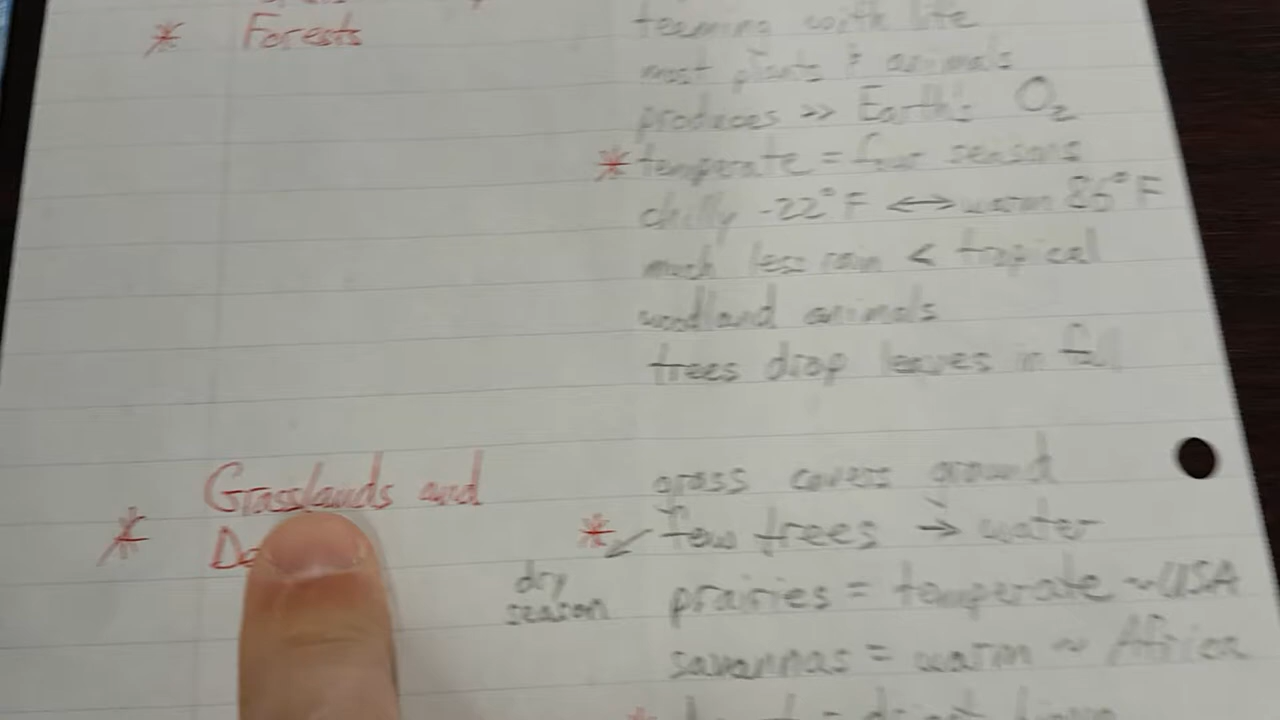 * Forests
teaming with life
most plants & animals
produces >> Earth's O₂
* temperate = four seasons
chilly -22°F ↔ warm 86°F
much less rain < tropical
woodland animals
trees drop leaves in fall
* Grasslands and
grass covers ground
* few trees → water
dry season
prairies = temperate ~ USA
savannas = warm ~ Africa